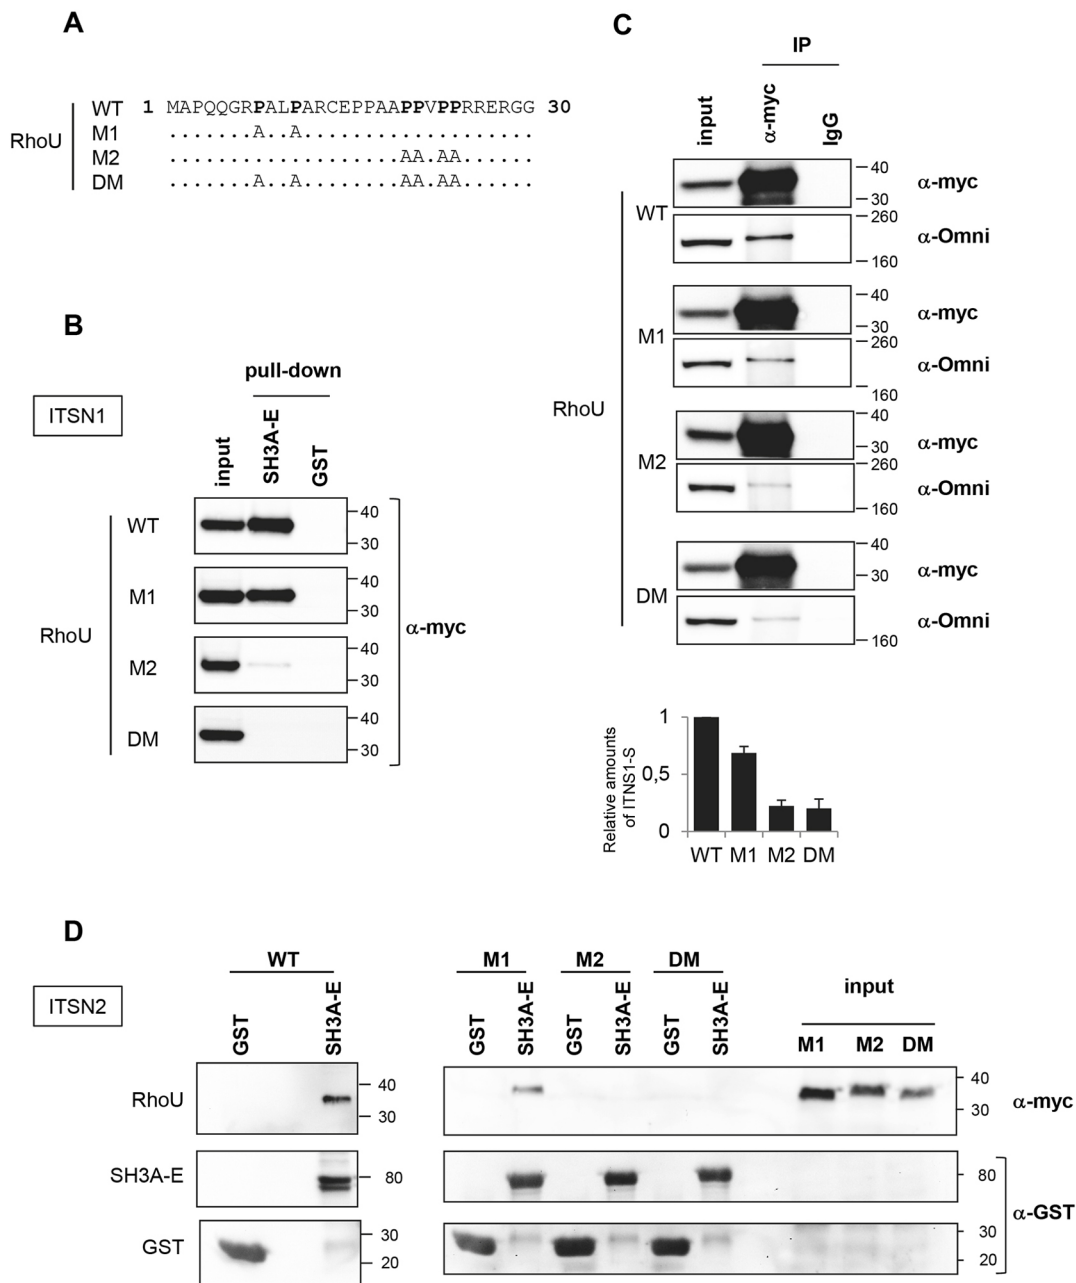 A
RhoU
WT 1 MAPQQGRPALPARCEPPAAPPVPPRRERGG 30
M1 .......A..A...................
M2 ...................AA.AA......
DM .......A..A........AA.AA......
B
ITSN1
pull-down
input SH3A-E GST
RhoU
WT 40 30
M1 40 30
M2 40 30
DM 40 30
α-myc
C
IP
input α-myc IgG
RhoU
WT
40 30 α-myc
260 160 α-Omni
M1
40 30 α-myc
260 160 α-Omni
M2
40 30 α-myc
260 160 α-Omni
DM
40 30 α-myc
160 α-Omni
Relative amounts
of ITNS1-S
1
0,5
0
WT M1 M2 DM
D
ITSN2
WT M1 M2 DM input
GST SH3A-E GST SH3A-E GST SH3A-E GST SH3A-E M1 M2 DM
RhoU 40 30 40 30 α-myc
SH3A-E 80 80
α-GST
GST 30 20 30 20